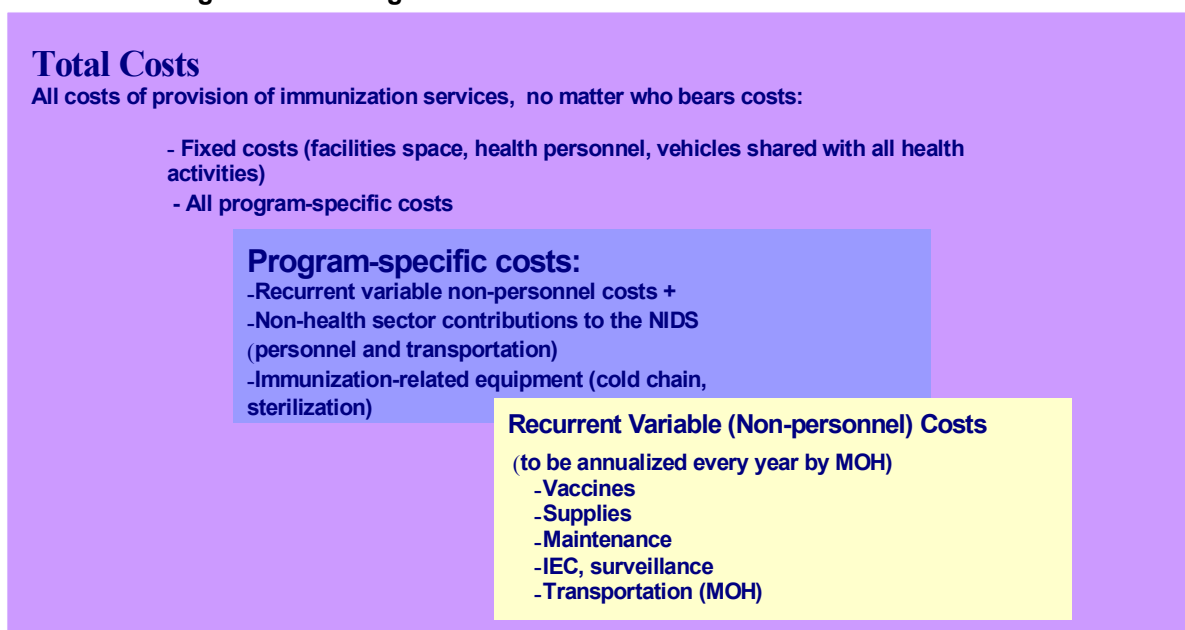 Total Costs
All costs of provision of immunization services, no matter who bears costs:
- Fixed costs (facilities space, health personnel, vehicles shared with all health
activities)
- All program-specific costs
Program-specific costs:
-Recurrent variable non-personnel costs +
-Non-health sector contributions to the NIDS
(personnel and transportation)
-Immunization-related equipment (cold chain,
sterilization)
Recurrent Variable (Non-personnel) Costs
(to be annualized every year by MOH)
-Vaccines
-Supplies
-Maintenance
-IEC, surveillance
-Transportation (MOH)